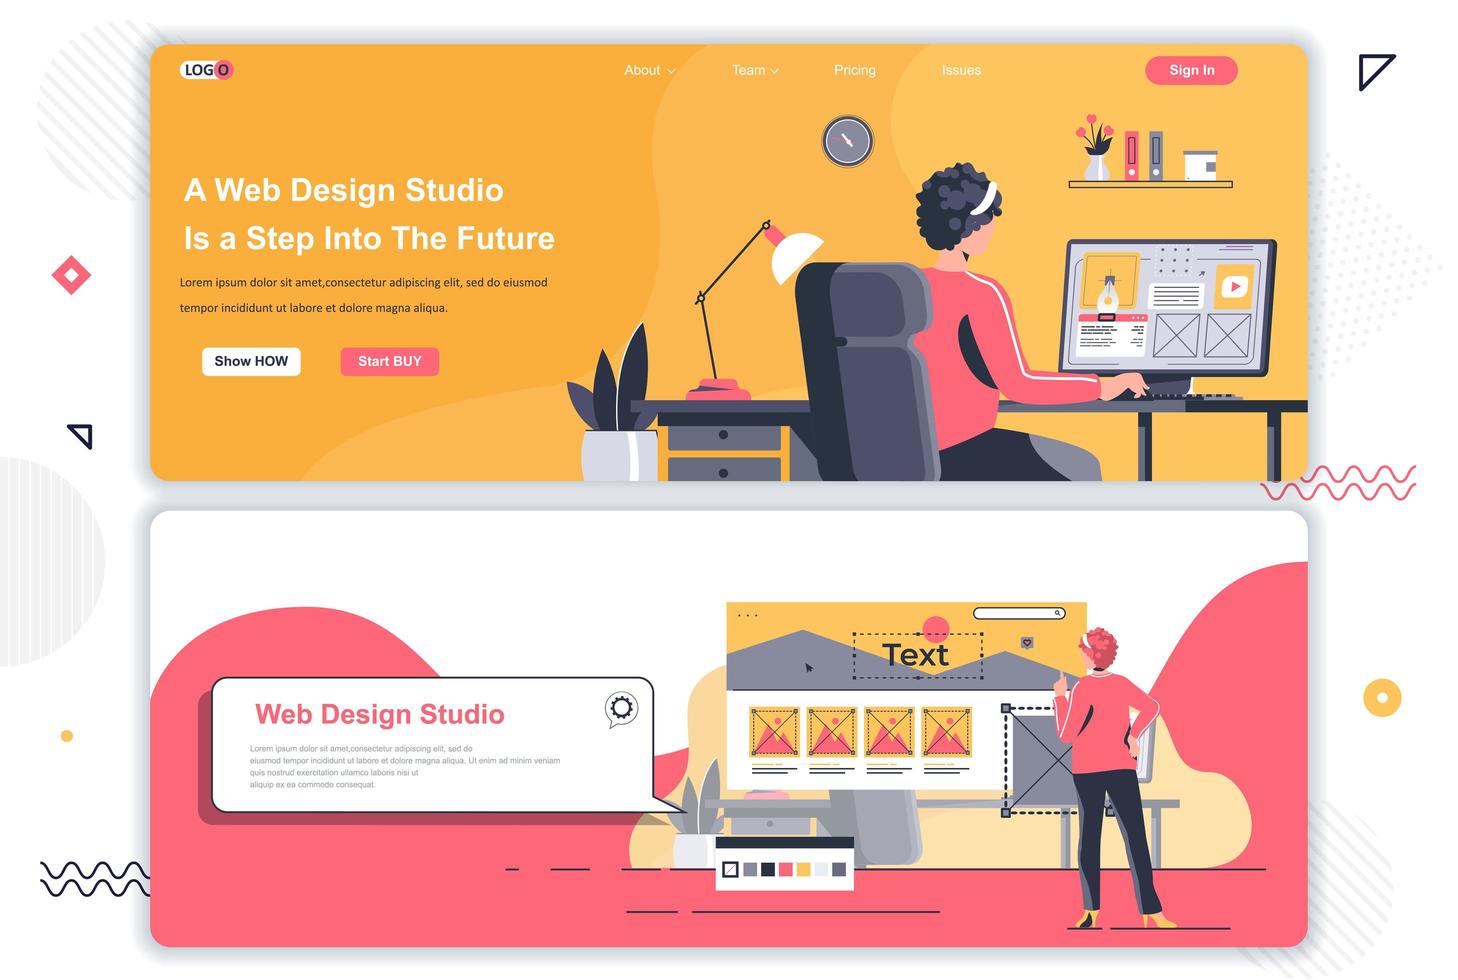 LOGO
About
Team
Pricing
Issues
Sign In
A Web Design Studio
Is a Step Into The Future
Lorem ipsum dolor sit amet,consectetur adipiscing elit, sed do eiusmod
tempor incididunt ut labore et dolore magna aliqua.
Show HOW
Start BUY
Text
Web Design Studio
Lorem ipsum dolor sit amet,consectetur adipiscing elit, sed do
eiusmod tempor incididunt ut labore et dolore magna aliqua. Ut enim ad minim veniam
quis nostrud exercitation ullamco laboris nisi ut
aliquip ex ea commodo consequat.